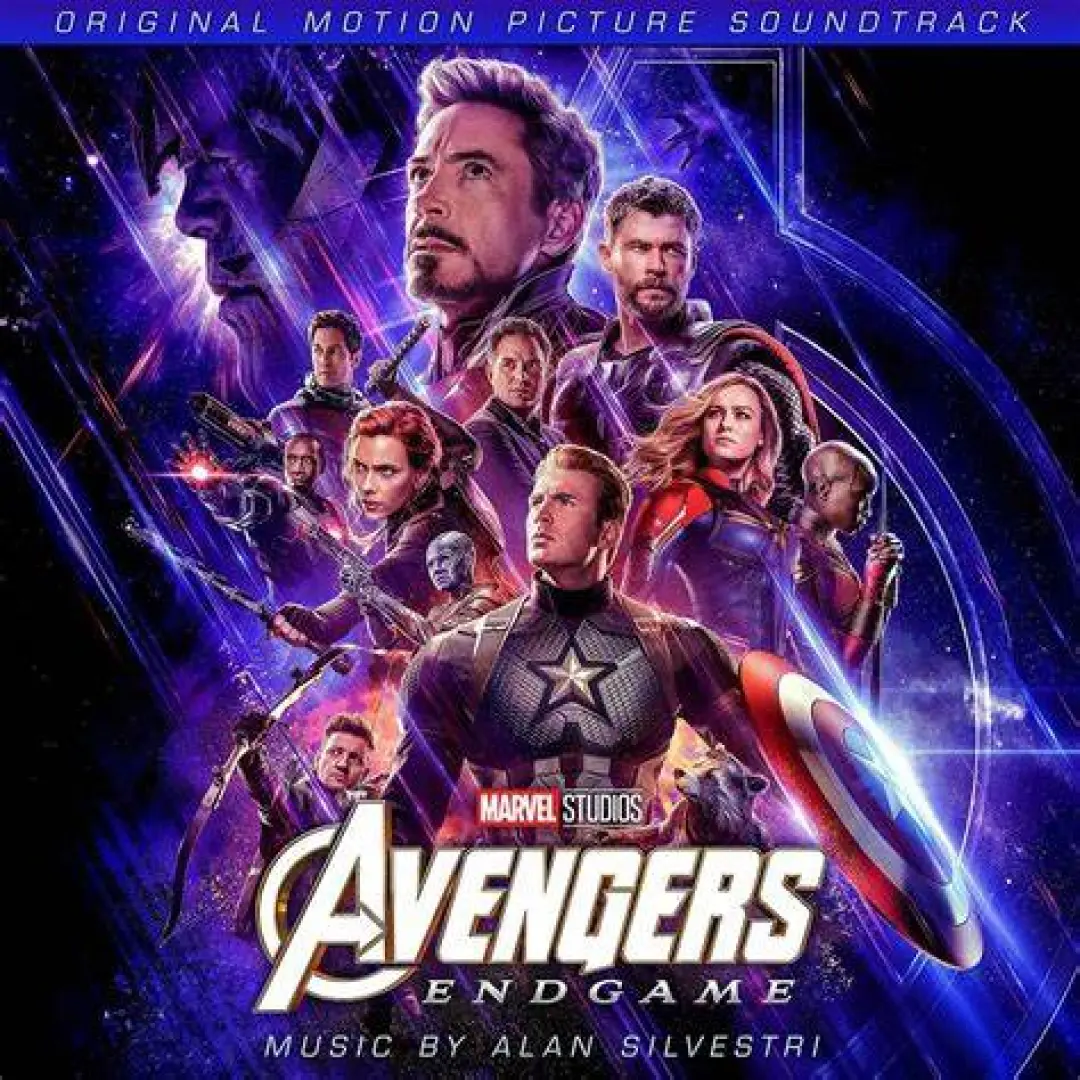 ORIGINAL MOTION PICTURE SOUNDTRACK
MARVEL STUDIOS
AVENGERS
ENDGAME
MUSIC BY ALAN SILVESTRI